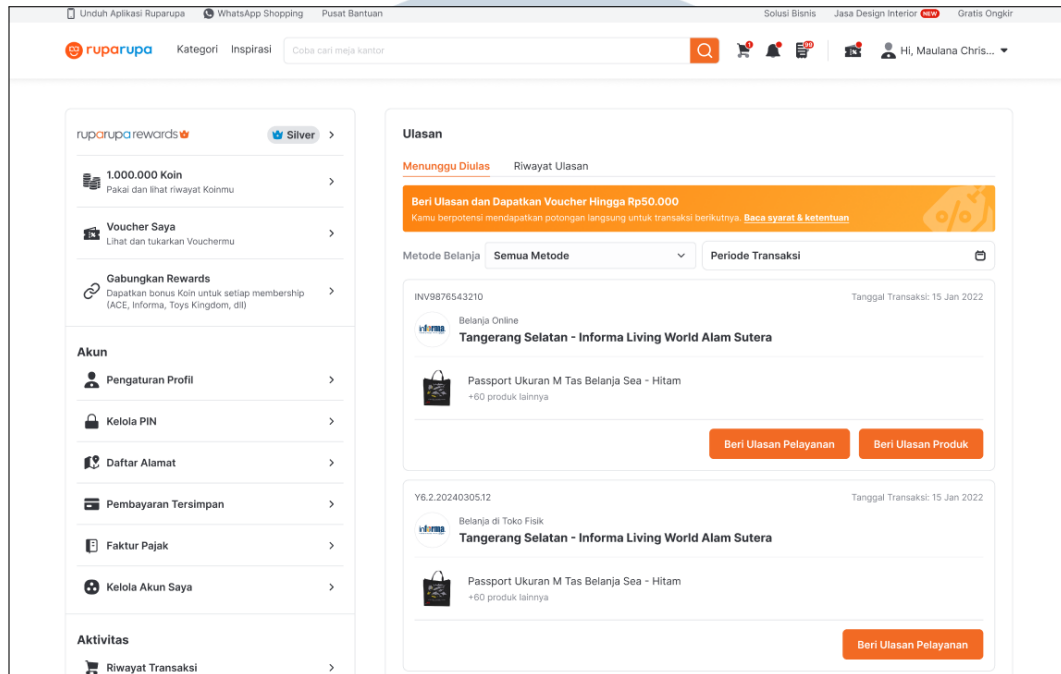 Unduh Aplikasi Ruparupa WhatsApp Shopping Pusat Bantuan Solusi Bisnis Jasa Design Interior NEW Gratis Ongkir
ruparupa Kategori Inspirasi Coba cari meja kantor 99 Hi, Maulana Chris...
ruparupa rewards Silver
1.000.000 Koin
Pakai dan lihat riwayat Koinmu
Voucher Saya
Lihat dan tukarkan Vouchermu
Gabungkan Rewards
Dapatkan bonus Koin untuk setiap membership
(ACE, Informa, Toys Kingdom, dll)
Akun
Pengaturan Profil
Kelola PIN
Daftar Alamat
Pembayaran Tersimpan
Faktur Pajak
Kelola Akun Saya
Aktivitas
Riwayat Transaksi
Ulasan
Menunggu Diulas Riwayat Ulasan
Beri Ulasan dan Dapatkan Voucher Hingga Rp50.000
Kamu berpotensi mendapatkan potongan langsung untuk transaksi berikutnya. Baca syarat & ketentuan
Metode Belanja Semua Metode Periode Transaksi
INV9876543210 Tanggal Transaksi: 15 Jan 2022
Belanja Online
informa Tangerang Selatan - Informa Living World Alam Sutera
Passport Ukuran M Tas Belanja Sea - Hitam
+60 produk lainnya
Beri Ulasan Pelayanan Beri Ulasan Produk
Y6.2.20240305.12 Tanggal Transaksi: 15 Jan 2022
Belanja di Toko Fisik
informa Tangerang Selatan - Informa Living World Alam Sutera
Passport Ukuran M Tas Belanja Sea - Hitam
+60 produk lainnya
Beri Ulasan Pelayanan